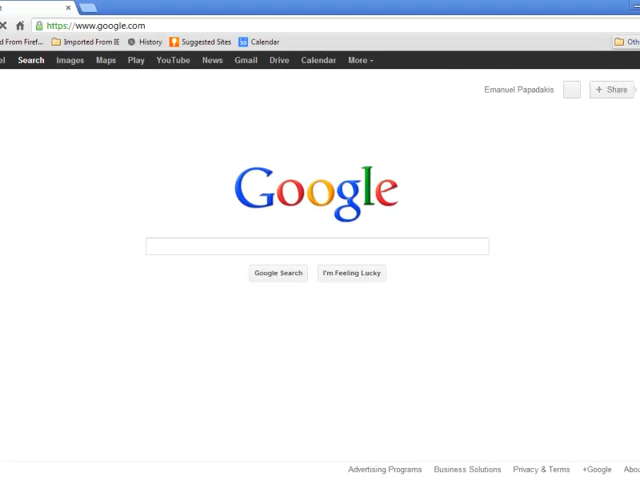 https://www.google.com
d From Firef... Imported From IE History Suggested Sites Calendar Oth
Search Images Maps Play YouTube News Gmail Drive Calendar More
Emanuel Papadakis + Share
Google
Google Search I'm Feeling Lucky
Advertising Programs Business Solutions Privacy & Terms +Google Abou